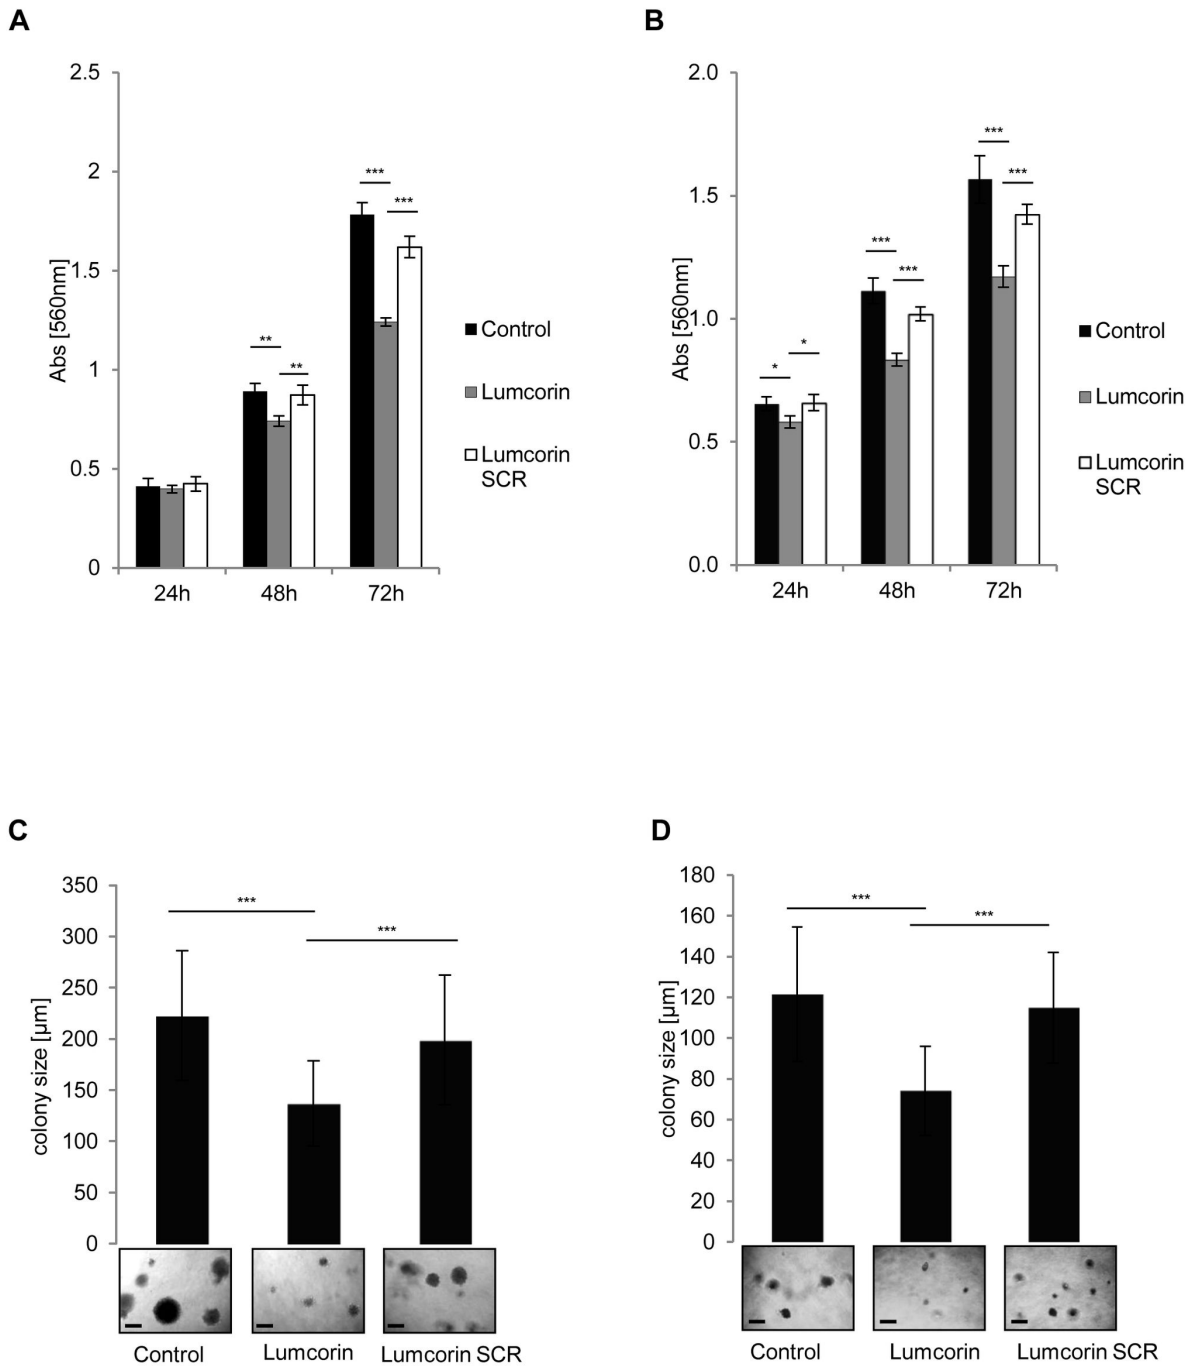 A
2.5
2
1.5
1
0.5
0
Abs [560nm]
***
***
**
**
24h
48h
72h
Control
Lumcorin
Lumcorin
SCR
B
2.0
1.5
1.0
0.5
0.0
Abs [560nm]
***
***
***
***
*
*
24h
48h
72h
Control
Lumcorin
Lumcorin
SCR
C
350
300
250
200
150
100
50
0
colony size [µm]
***
***
Control
Lumcorin
Lumcorin SCR
D
180
160
140
120
100
80
60
40
20
0
colony size [µm]
***
***
Control
Lumcorin
Lumcorin SCR